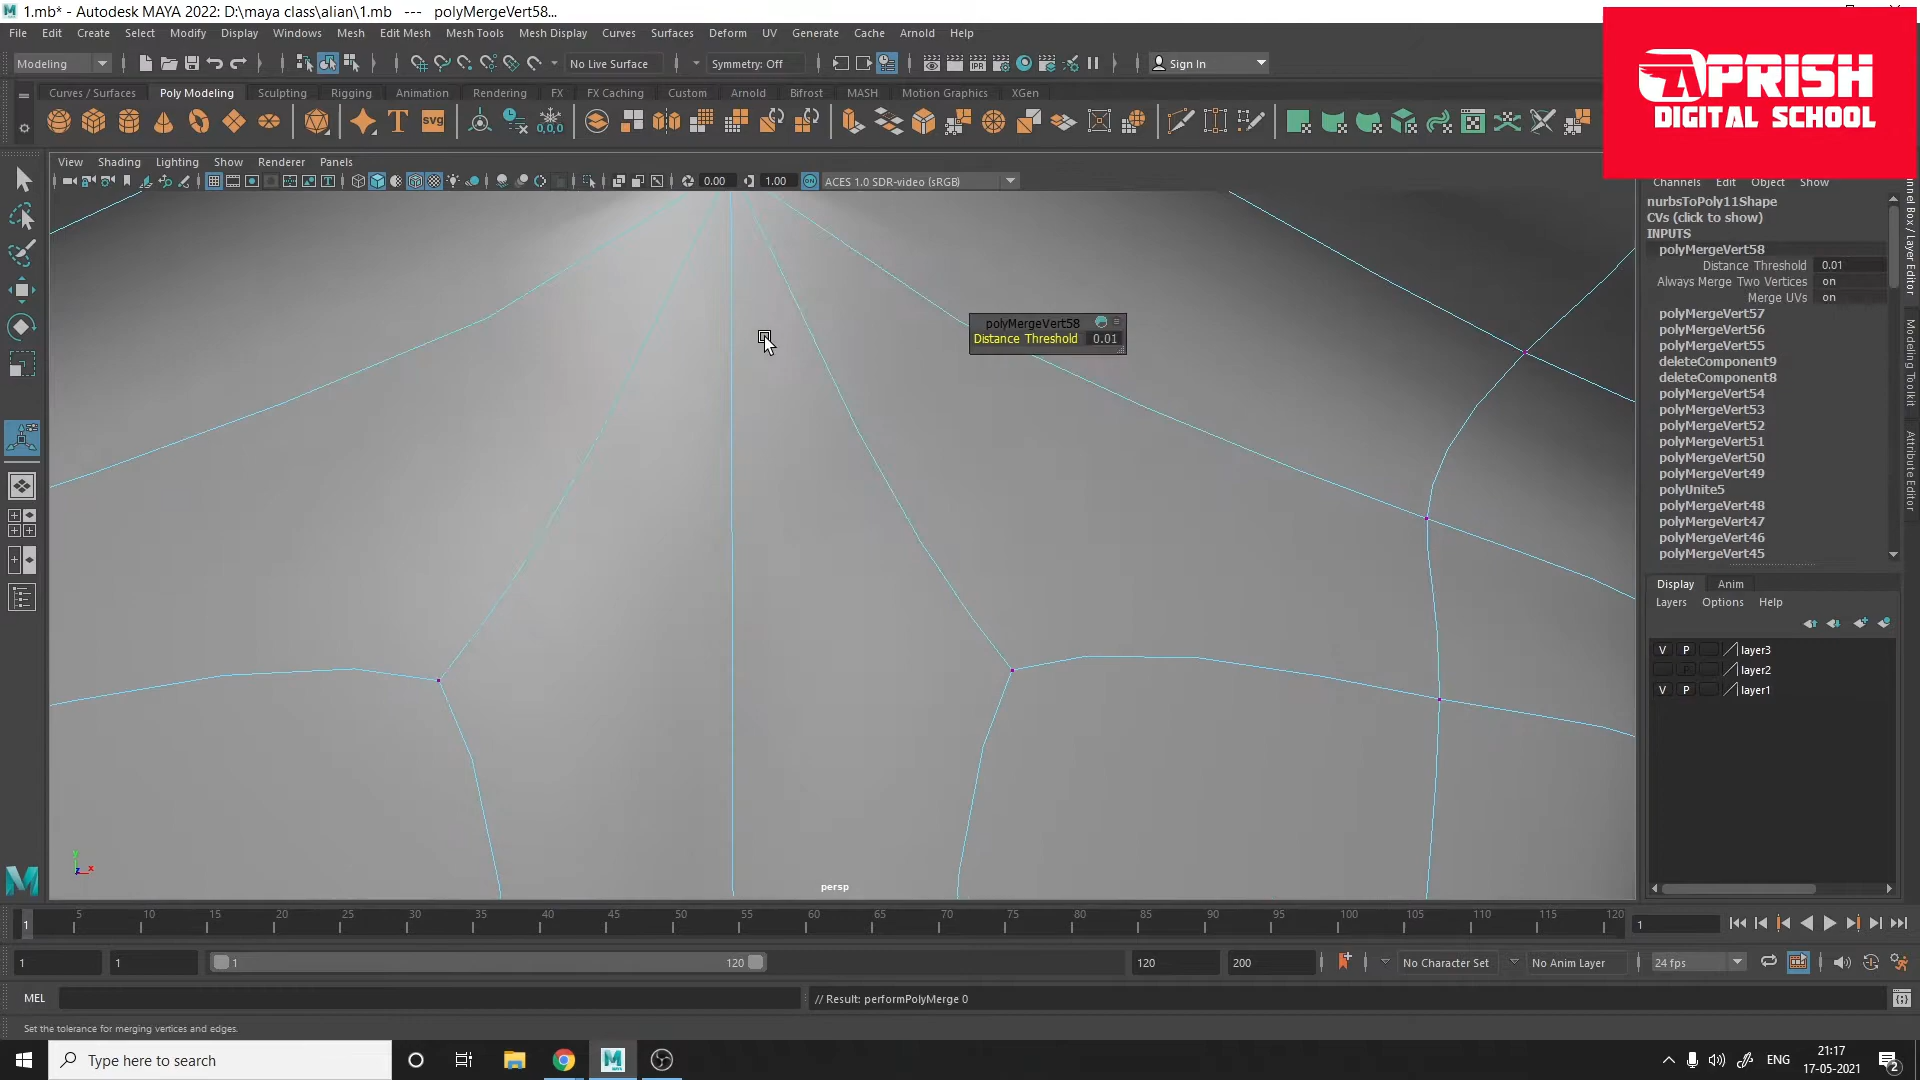 1.mb* - Autodesk MAYA 2022: D:\maya class\alian\1.mb --- polyMergeVert58...
File Edit Create Select Modify Display Windows Mesh Edit Mesh Mesh Tools Mesh Display Curves Surfaces Deform UV Generate Cache Arnold Help
Modeling No Live Surface Symmetry: Off Sign In
Curves / Surfaces Poly Modeling Sculpting Rigging Animation Rendering FX FX Caching Custom Arnold Bifrost MASH Motion Graphics XGen
APRISH
DIGITAL SCHOOL
View Shading Lighting Show Renderer Panels
0.00 1.00 ACES 1.0 SDR-video (sRGB)
Channels Edit Object Show
nurbsToPoly11Shape
CVs (click to show)
INPUTS
polyMergeVert58
Distance Threshold 0.01
Always Merge Two Vertices on
Merge UVs on
polyMergeVert57
polyMergeVert56
polyMergeVert55
deleteComponent9
deleteComponent8
polyMergeVert54
polyMergeVert53
polyMergeVert52
polyMergeVert51
polyMergeVert50
polyMergeVert49
polyUnite5
polyMergeVert48
polyMergeVert47
polyMergeVert46
polyMergeVert45
polyMergeVert58
Distance Threshold 0.01
Modeling Toolkit
Attribute Editor
Display Anim
Layers Options Help
V P layer3
P layer2
V P layer1
persp
y
x
z
1 5 10 15 20 25 30 35 40 45 50 55 60 65 70 75 80 85 90 95 100 105 110 115 120 1
1 1 1 120 120 200 No Character Set No Anim Layer 24 fps
MEL // Result: performPolyMerge 0
Set the tolerance for merging vertices and edges.
Type here to search
ENG
21:17
17-05-2021
2